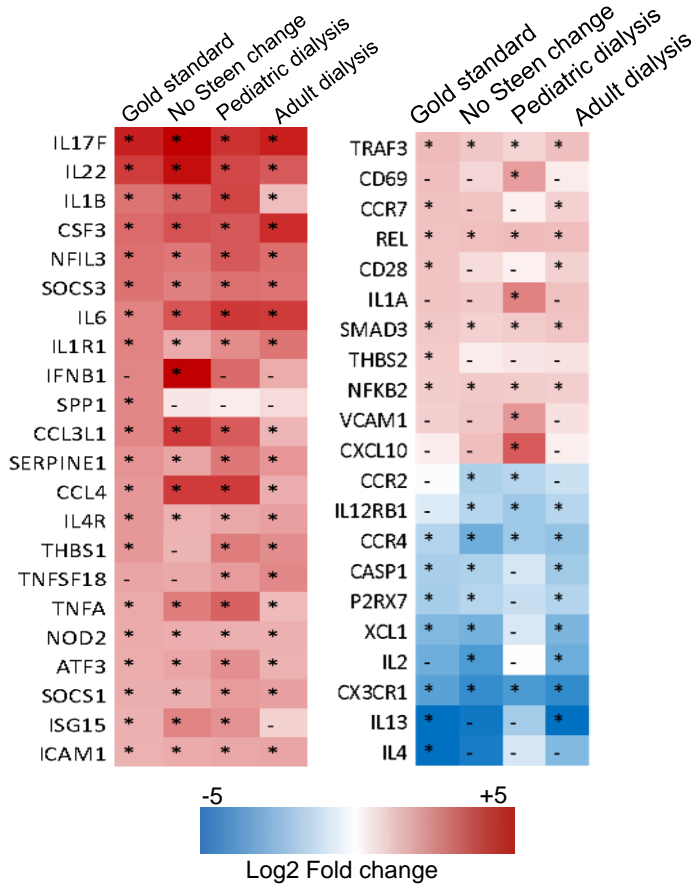 Gold standard
No Steen change
Pediatric dialysis
Adult dialysis
IL17F * * * *
IL22 * * * *
IL1B * * * *
CSF3 * * * *
NFIL3 * * * *
SOCS3 * * * *
IL6 * * * *
IL1R1 * * * *
IFNB1 - * - -
SPP1 * - - -
CCL3L1 * * * *
SERPINE1 * * * *
CCL4 * * * *
IL4R * * * *
THBS1 * - * *
TNFSF18 - - * *
TNFA * * * *
NOD2 * * * *
ATF3 * * * *
SOCS1 * * * *
ISG15 * * * -
ICAM1 * * * *
Gold standard
No Steen change
Pediatric dialysis
Adult dialysis
TRAF3 * * * *
CD69 - - * -
CCR7 * - - *
REL * * * *
CD28 * - - *
IL1A - - * -
SMAD3 * * * *
THBS2 * - - -
NFKB2 * * * *
VCAM1 - - * -
CXCL10 - - * -
CCR2 - * * -
IL12RB1 - * * *
CCR4 * * * *
CASP1 * * - *
P2RX7 * * - *
XCL1 * * - *
IL2 - * - *
CX3CR1 * * * *
IL13 * - - *
IL4 * - - -
-5 +5
Log2 Fold change